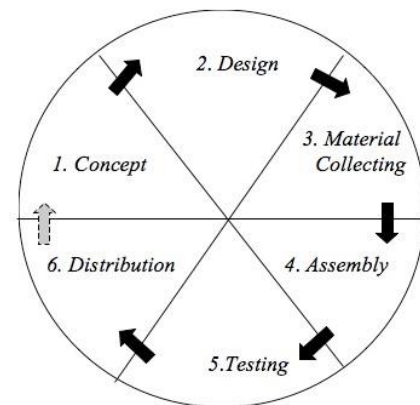 1. Concept
2. Design
3. Material
Collecting
4. Assembly
5.Testing
6. Distribution